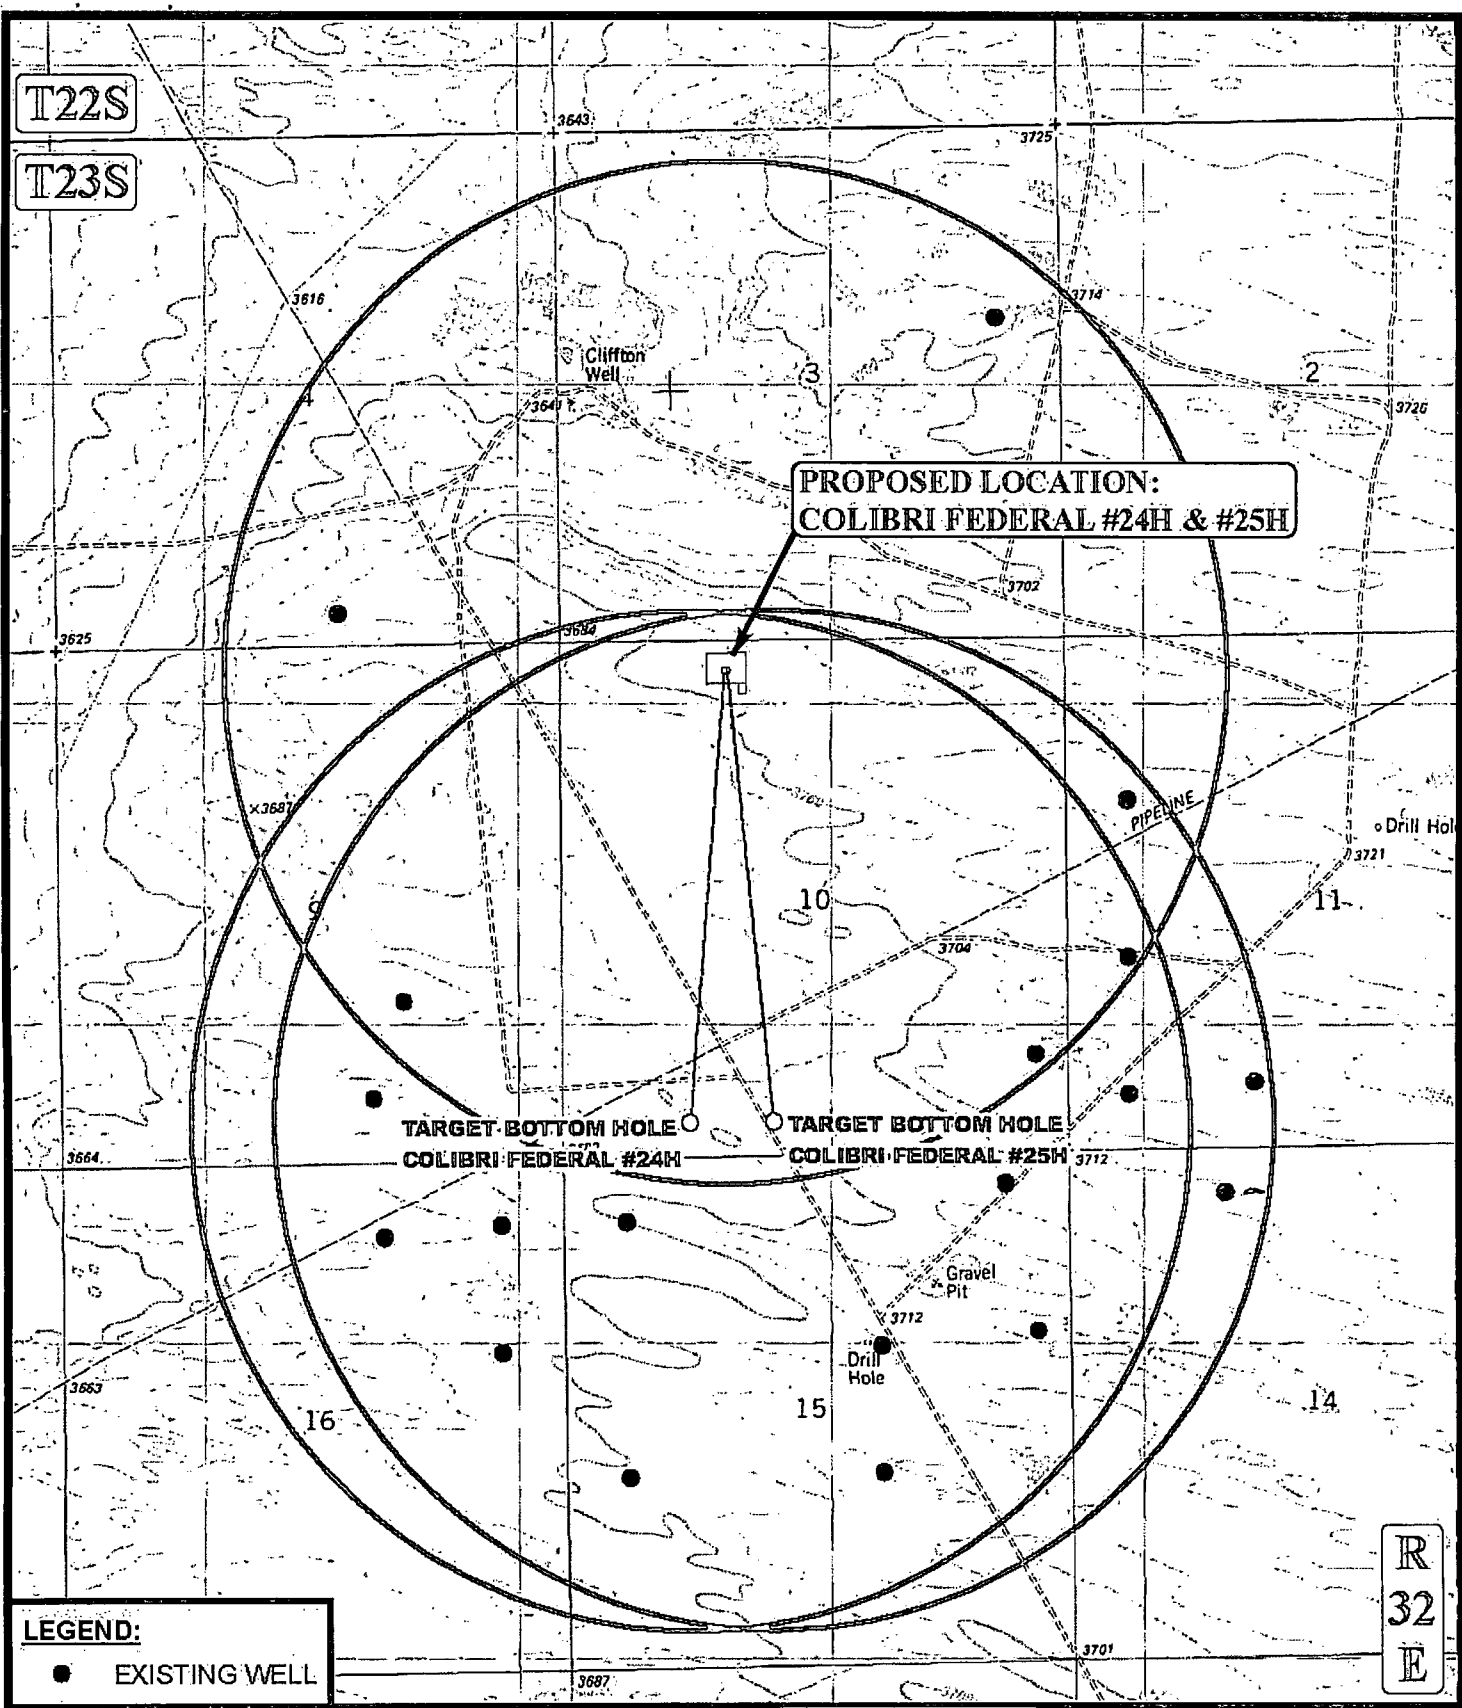 T22S
3643
3725
T23S
3616
3714
Cliffton
Well
3
4
2
3641
3726
PROPOSED LOCATION:
COLIBRI FEDERAL #24H & #25H
3702
3625
3684
3687
PIPELINE
Drill Hol
3721
9
10
11
3704
TARGET BOTTOM HOLE
COLIBRI FEDERAL #24H
TARGET BOTTOM HOLE
COLIBRI FEDERAL #25H
3712
3664
Gravel
Pit
3712
Drill
Hole
3663
16
15
14
R
32
E
LEGEND:
EXISTING WELL
3701
3687